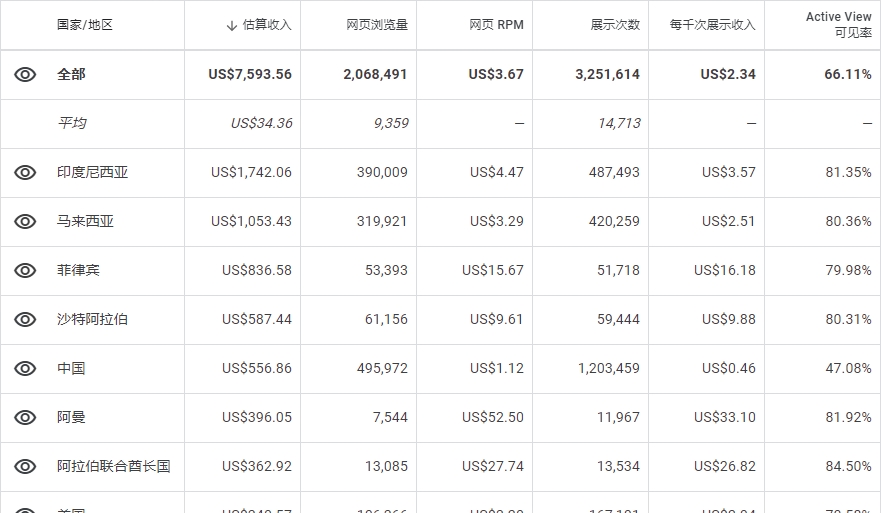 国家/地区 ↓ 估算收入 网页浏览量 网页 RPM 展示次数 每千次展示收入 Active View 可见率
全部 US$7,593.56 2,068,491 US$3.67 3,251,614 US$2.34 66.11%
平均 US$34.36 9,359 — 14,713 — —
印度尼西亚 US$1,742.06 390,009 US$4.47 487,493 US$3.57 81.35%
马来西亚 US$1,053.43 319,921 US$3.29 420,259 US$2.51 80.36%
菲律宾 US$836.58 53,393 US$15.67 51,718 US$16.18 79.98%
沙特阿拉伯 US$587.44 61,156 US$9.61 59,444 US$9.88 80.31%
中国 US$556.86 495,972 US$1.12 1,203,459 US$0.46 47.08%
阿曼 US$396.05 7,544 US$52.50 11,967 US$33.10 81.92%
阿拉伯联合酋长国 US$362.92 13,085 US$27.74 13,534 US$26.82 84.50%